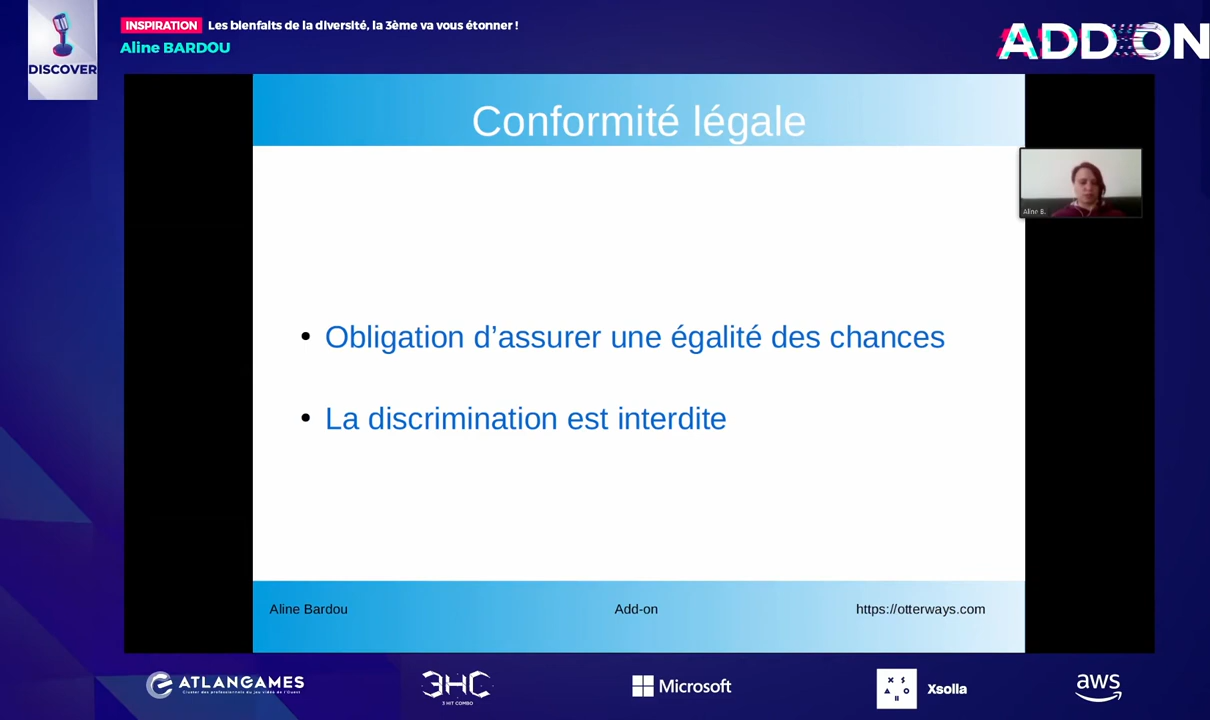 INSPIRATION Les bienfaits de la diversité, la 3ème va vous étonner !
Aline BARDOU
DISCOVER
ADD-ON
Conformité légale
Aline B.
• Obligation d’assurer une égalité des chances
• La discrimination est interdite
Aline Bardou Add-on https://otterways.com
ATLANGAMES
Cluster des professionnels du jeu vidéo de l'Ouest
3HC
3 HIT COMBO
Microsoft
XSOLLA
Xsolla
aws